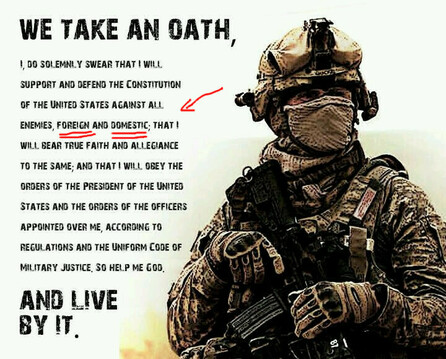 WE TAKE AN OATH,
I, DO SOLEMNLY SWEAR THAT I WILL
SUPPORT AND DEFEND THE CONSTITUTION
OF THE UNITED STATES AGAINST ALL
ENEMIES, FOREIGN AND DOMESTIC; THAT I
WILL BEAR TRUE FAITH AND ALLEGIANCE
TO THE SAME; AND THAT I WILL OBEY THE
ORDERS OF THE PRESIDENT OF THE UNITED
STATES AND THE ORDERS OF THE OFFICERS
APPOINTED OVER ME, ACCORDING TO
REGULATIONS AND THE UNIFORM CODE OF
MILITARY JUSTICE. SO HELP ME GOD.
AND LIVE
BY IT.